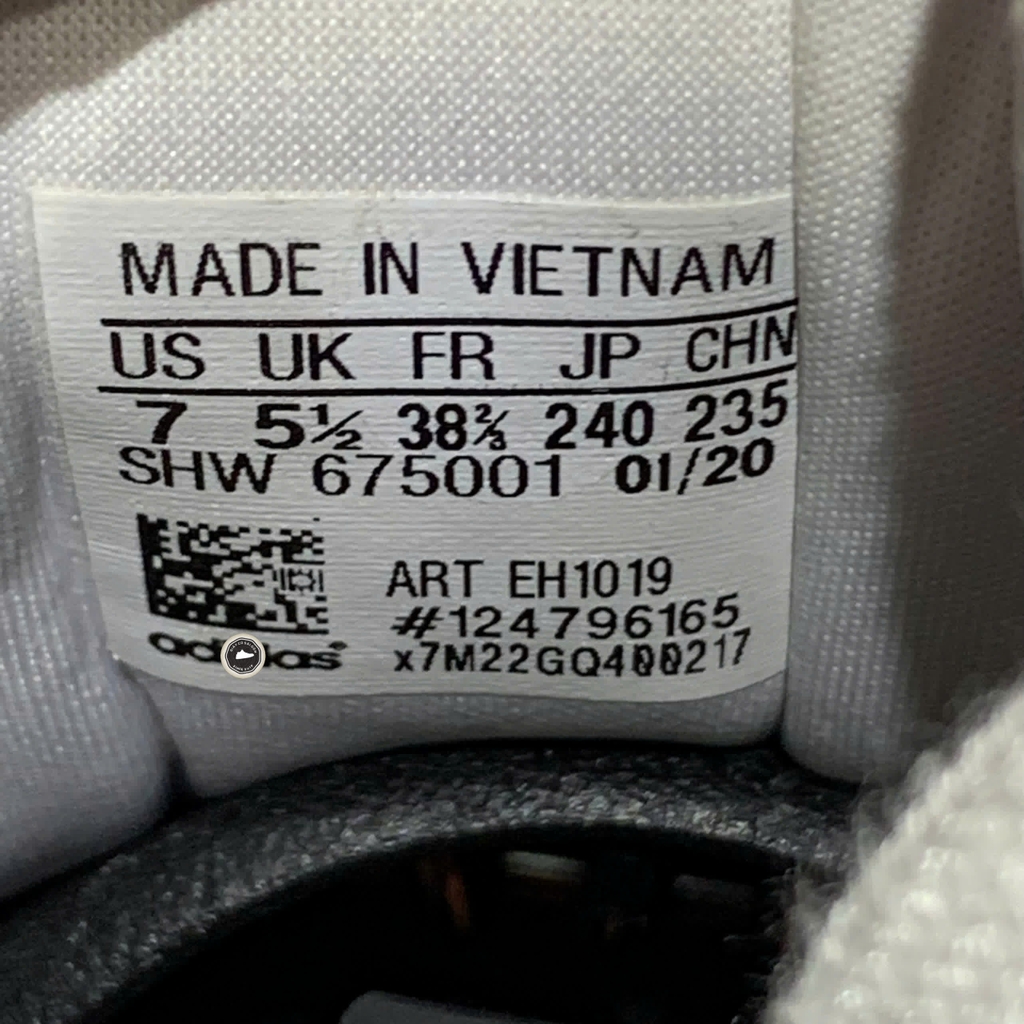 MADE IN VIETNAM
US UK FR JP CHN
7 5½ 38⅔ 240 235
SHW 675001 01/20
ART EH1019
#124796165
adidas
x7M22GQ400217